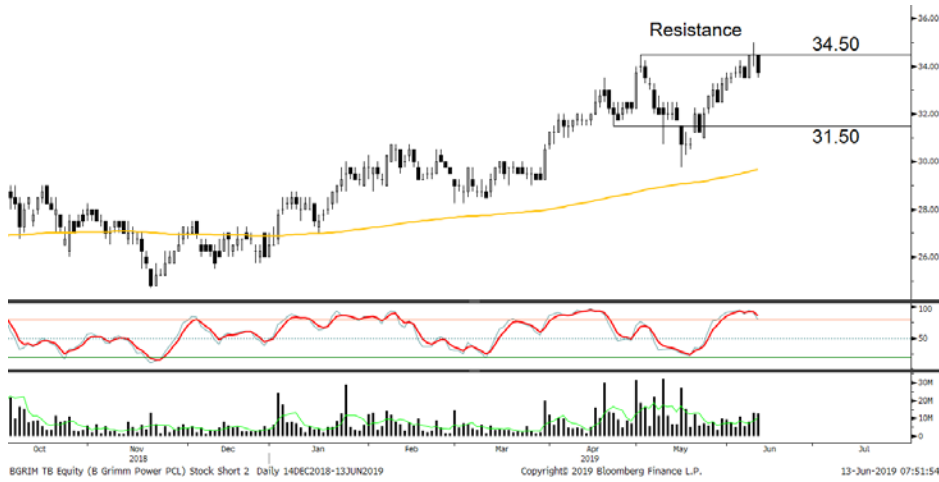 36.00
Resistance
34.50
34.00
32.00
31.50
30.00
28.00
26.00
100
50
0
30M
20M
10M
0
Oct Nov Dec Jan Feb Mar Apr May Jun Jul
2018 2019
BGRIM TB Equity (B Grimm Power PCL) Stock Short 2 Daily 14DEC2018-13JUN2019 Copyright© 2019 Bloomberg Finance L.P. 13-Jun-2019 07:51:54